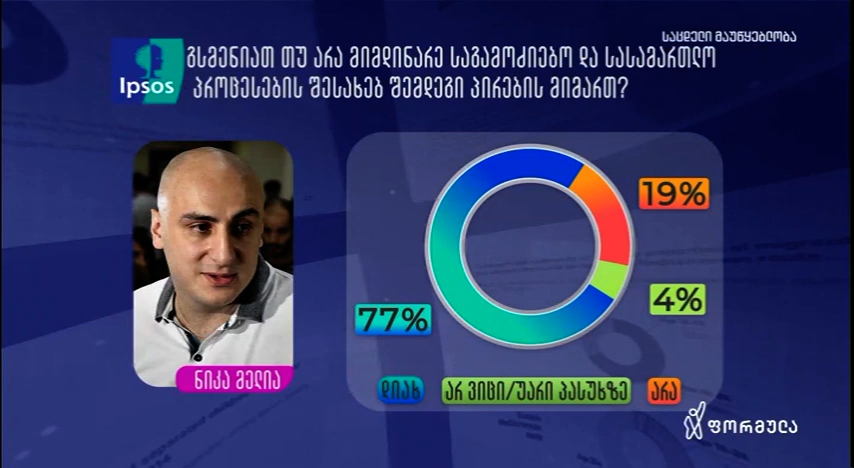 საცდელი მაუწყებლობა
Ipsos
გსმენიათ თუ არა მიმდინარე საგამოძიებო და სასამართლო
პროცესების შესახებ შემდეგი პირების მიმართ?
19%
4%
77%
ნიკა მელია
დიახ
არ ვიცი/უარი პასუხზე
არა
ფორმულა